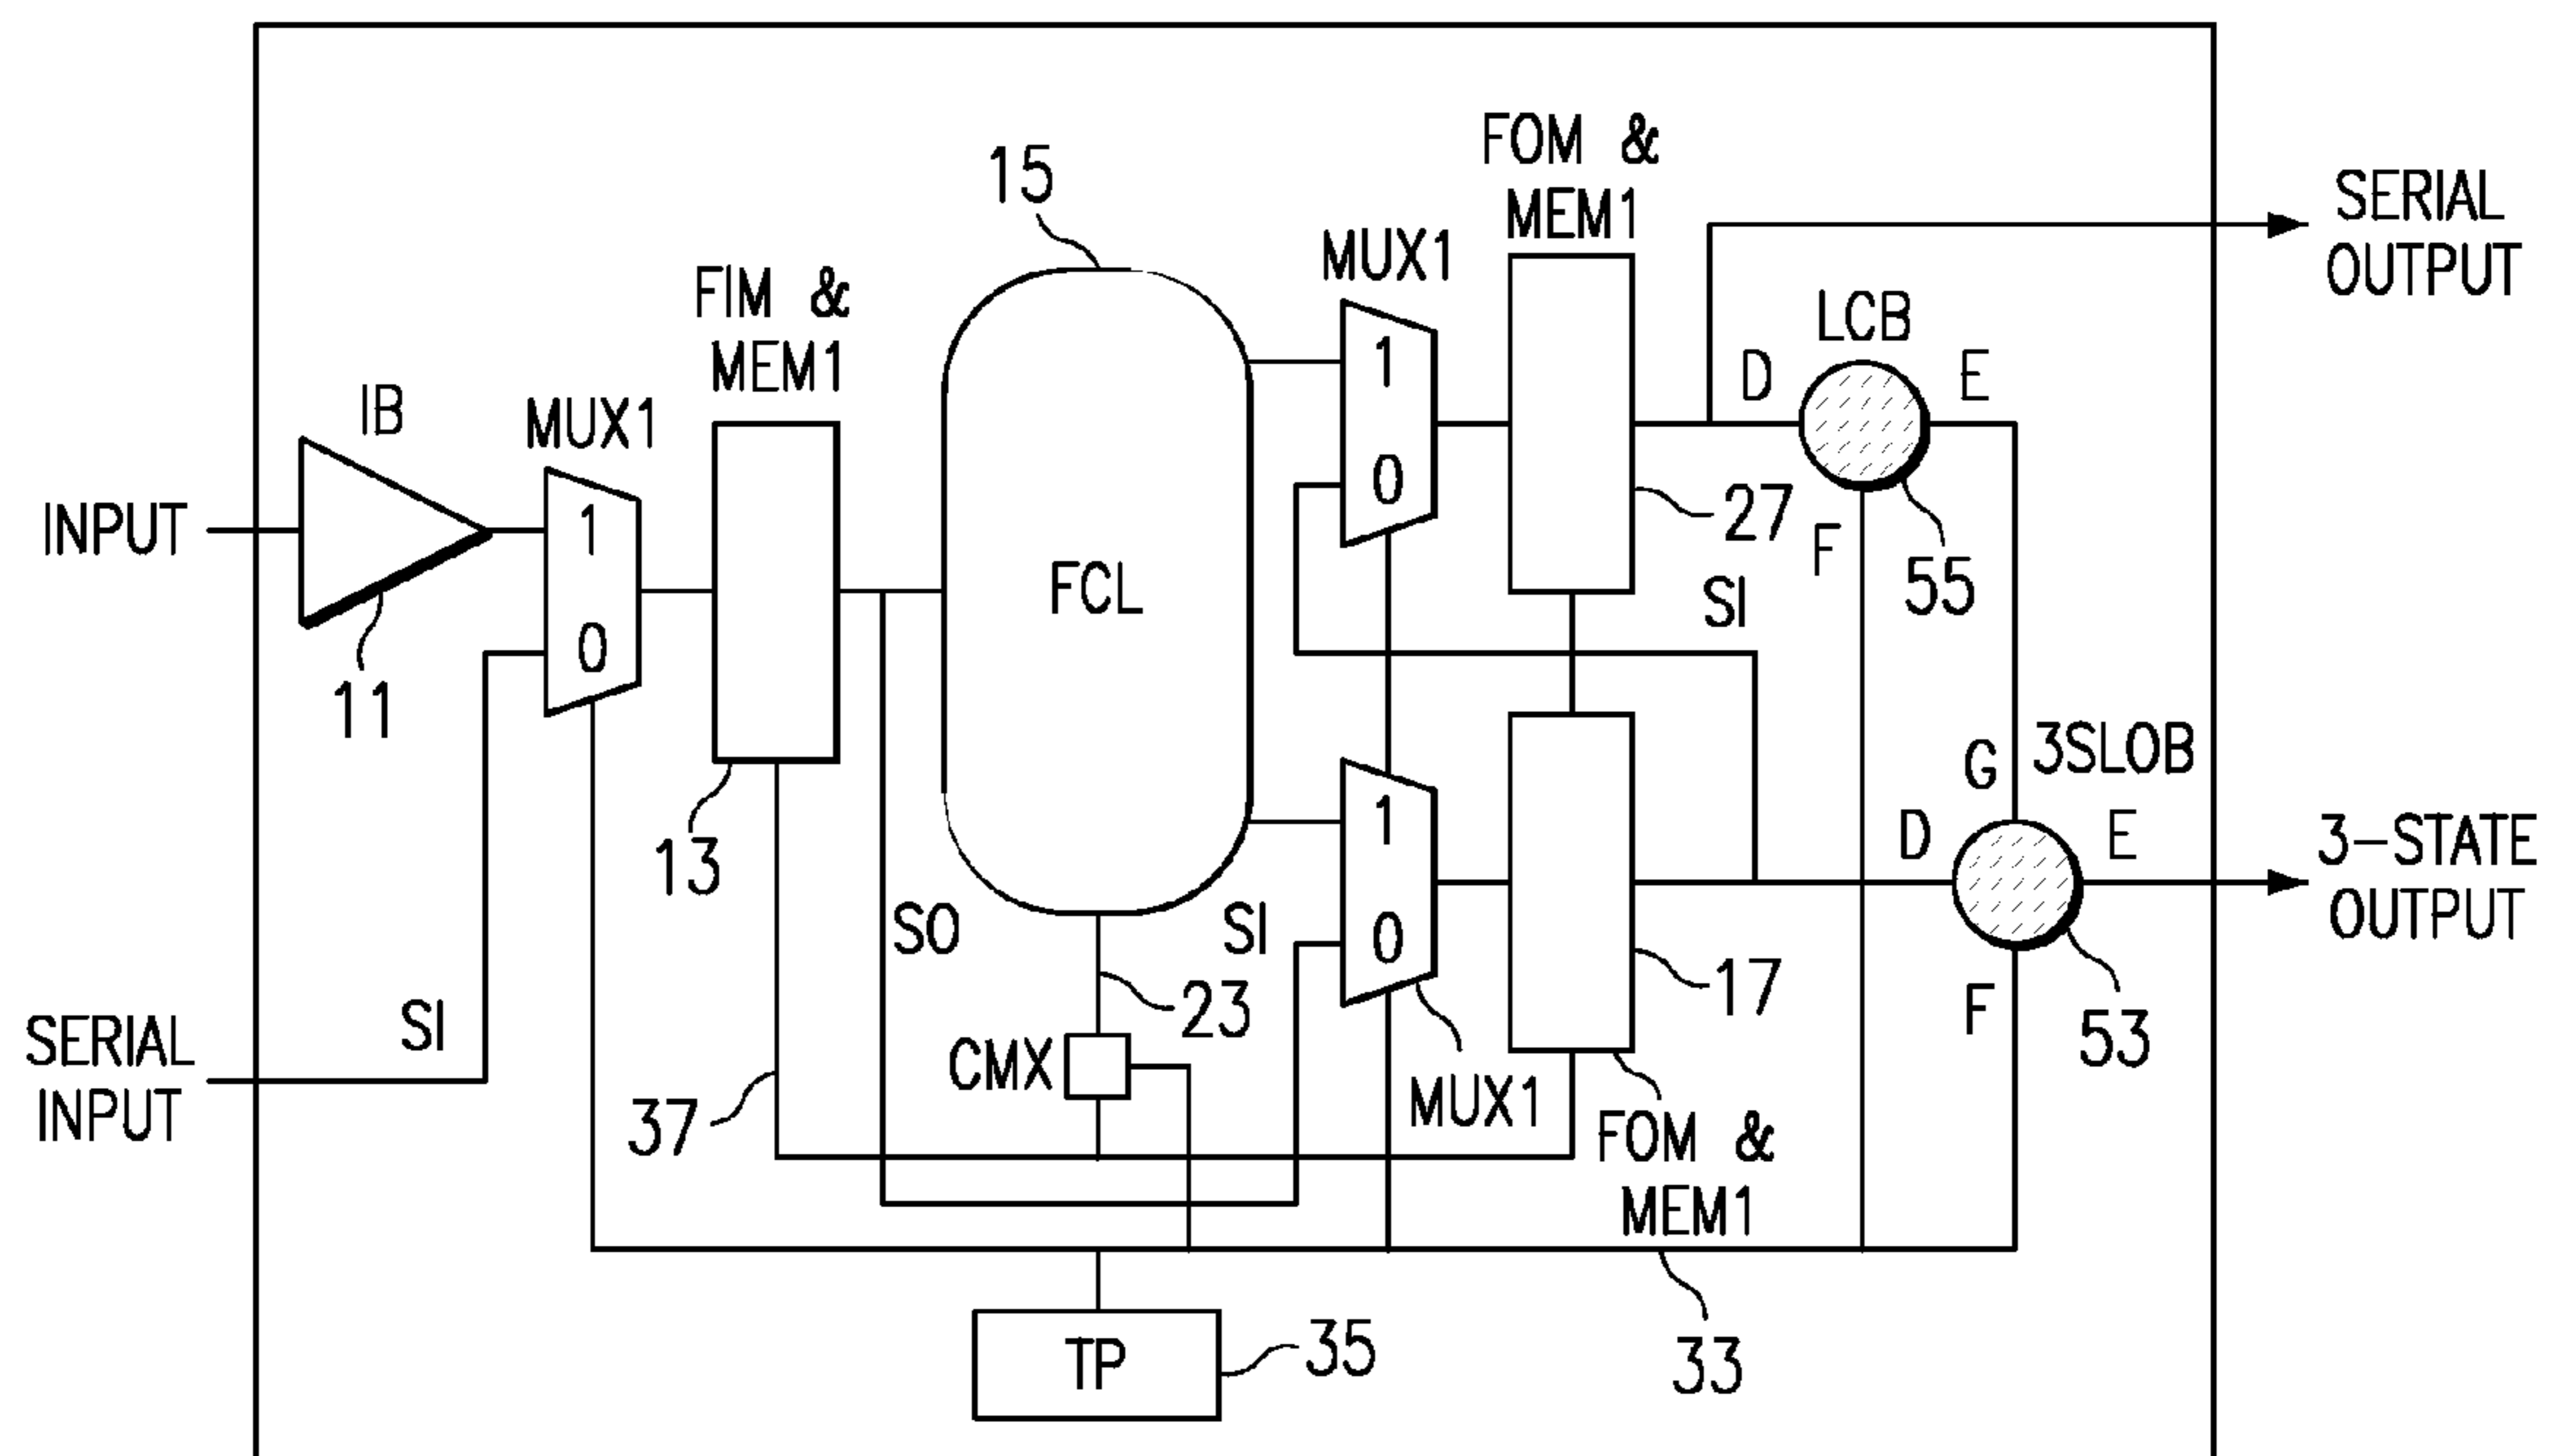 FOM &
MEM1
15
SERIAL
OUTPUT
MUX1
FIM &
MEM1
LCB
D
E
IB
MUX1
1
0
27
F
55
INPUT
1
0
FCL
SI
11
G
3SLOB
13
1
0
D
E
3-STATE
OUTPUT
SO
SI
17
F
53
23
SI
SERIAL
INPUT
CMX
37
MUX1
FOM &
MEM1
TP
35
33